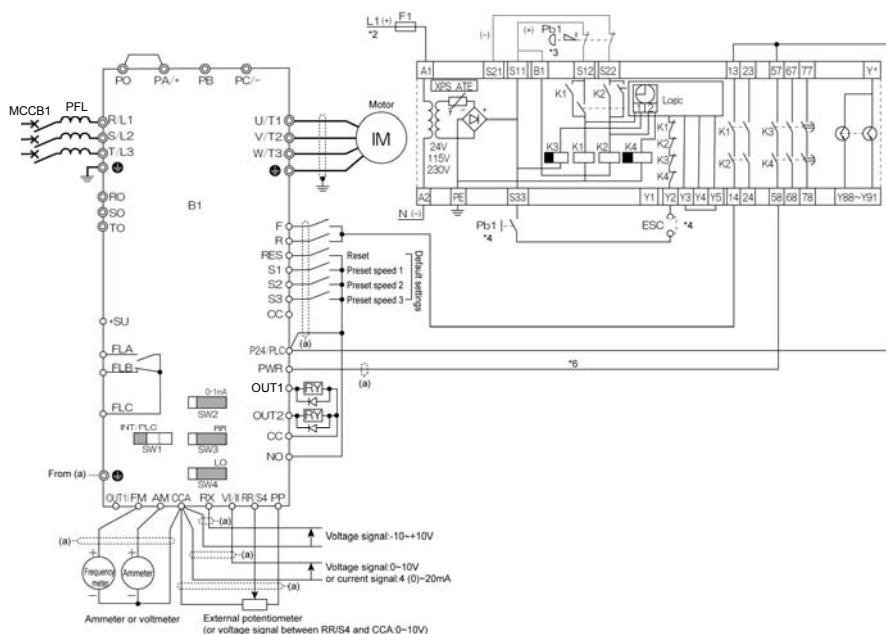 L1(+)
*2
F1
(−)
(+)
Pb1
*3
A1
S21
S11
B1
S12
S22
13
23
57
67
77
Y*
XPS ATE
24V
115V
230V
K1
K2
Logic
1 2
K3
K1
K2
K4
K1
K2
K3
K4
K1
K2
K3
K4
A2
PE
S33
Y1
Y2
Y3
Y4
Y5
14
24
58
68
78
Y88~Y91
N (−)
Pb1
*4
ESC
*4
MCCB1
PFL
PO
PA/+
PB
PC/−
R/L1
S/L2
T/L3
U/T1
V/T2
W/T3
Motor
IM
RO
SO
TO
B1
F
R
RES
Reset
S1
Preset speed 1
S2
Preset speed 2
S3
Preset speed 3
Default settings
CC
(a)
+SU
P24/PLC
PWR
(a)
*6
FLA
FLB
FLC
OUT1
RY
OUT2
RY
CC
NO
0-1mA
SW2
INT/PLC
SW1
RR
SW3
LO
SW4
From (a)
OUT1
FM
AM
CCA
RX
VI/II
RR/S4
PP
(a)
(a)
(a)
(a)
Voltage signal:-10~+10V
Voltage signal:0~10V
or current signal:4 (0)~20mA
+
Frequency meter
−
+
Ammeter
−
Ammeter or voltmeter
External potentiometer
(or voltage signal between RR/S4 and CCA:0~10V)